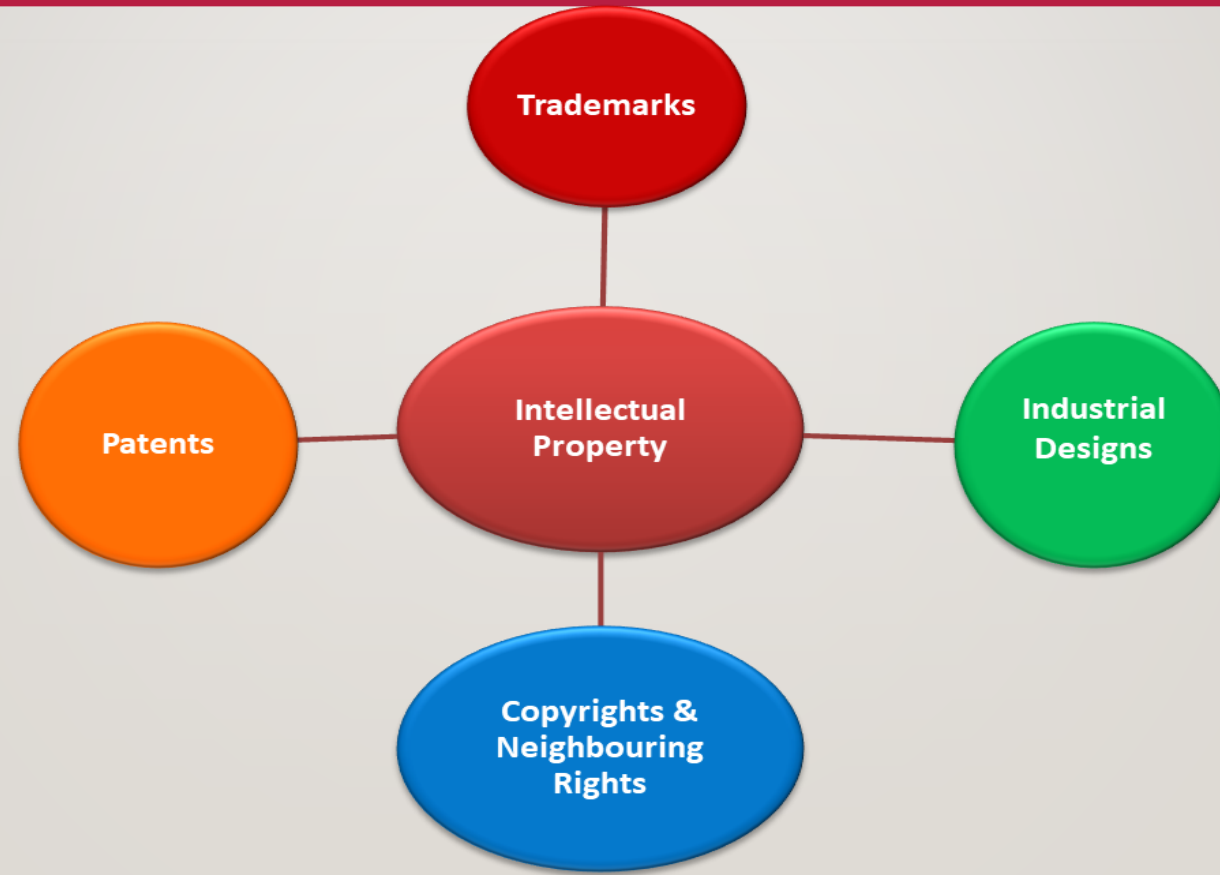 Trademarks
Patents
Intellectual
Property
Industrial
Designs
Copyrights &
Neighbouring
Rights